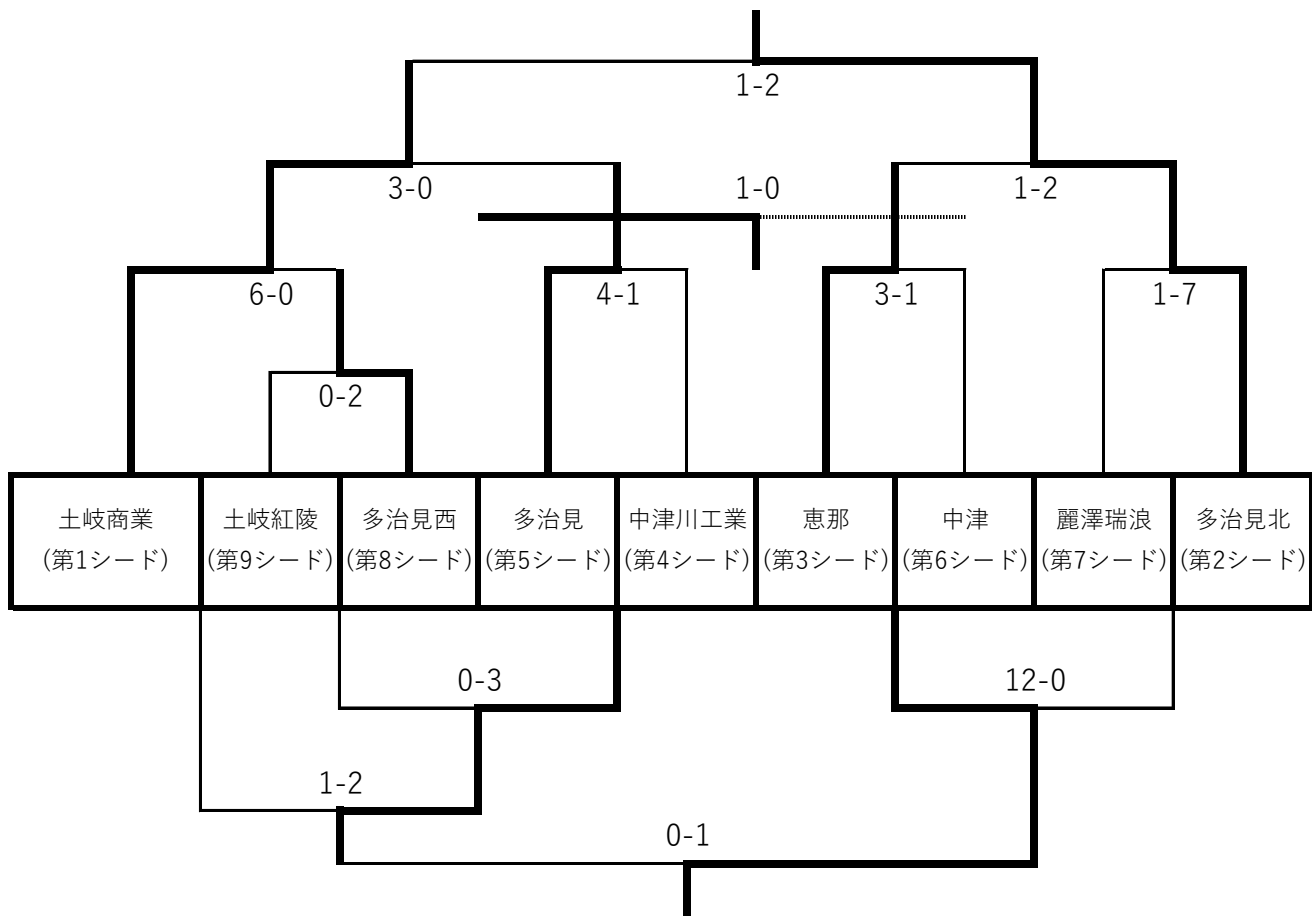 1-2
3-0
1-0
1-2
6-0
4-1
3-1
1-7
0-2
土岐商業
(第1シード)
土岐紅陵
(第9シード)
多治見西
(第8シード)
多治見
(第5シード)
中津川工業
(第4シード)
恵那
(第3シード)
中津
(第6シード)
麗澤瑞浪
(第7シード)
多治見北
(第2シード)
0-3
12-0
1-2
0-1